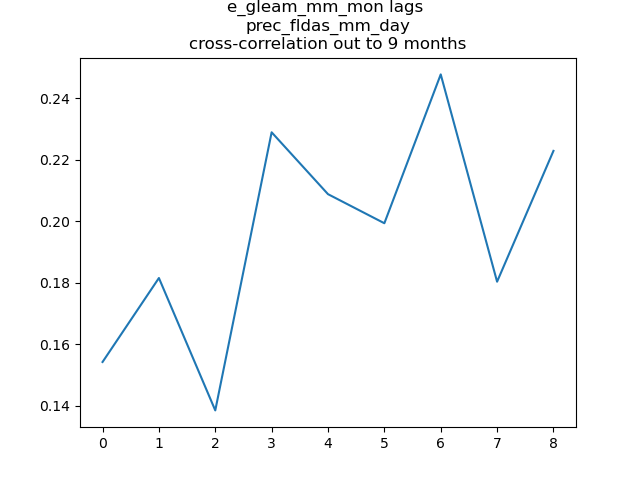 e_gleam_mm_mon lags
prec_fldas_mm_day
cross-correlation out to 9 months
0.24
0.22
0.20
0.18
0.16
0.14
0 1 2 3 4 5 6 7 8